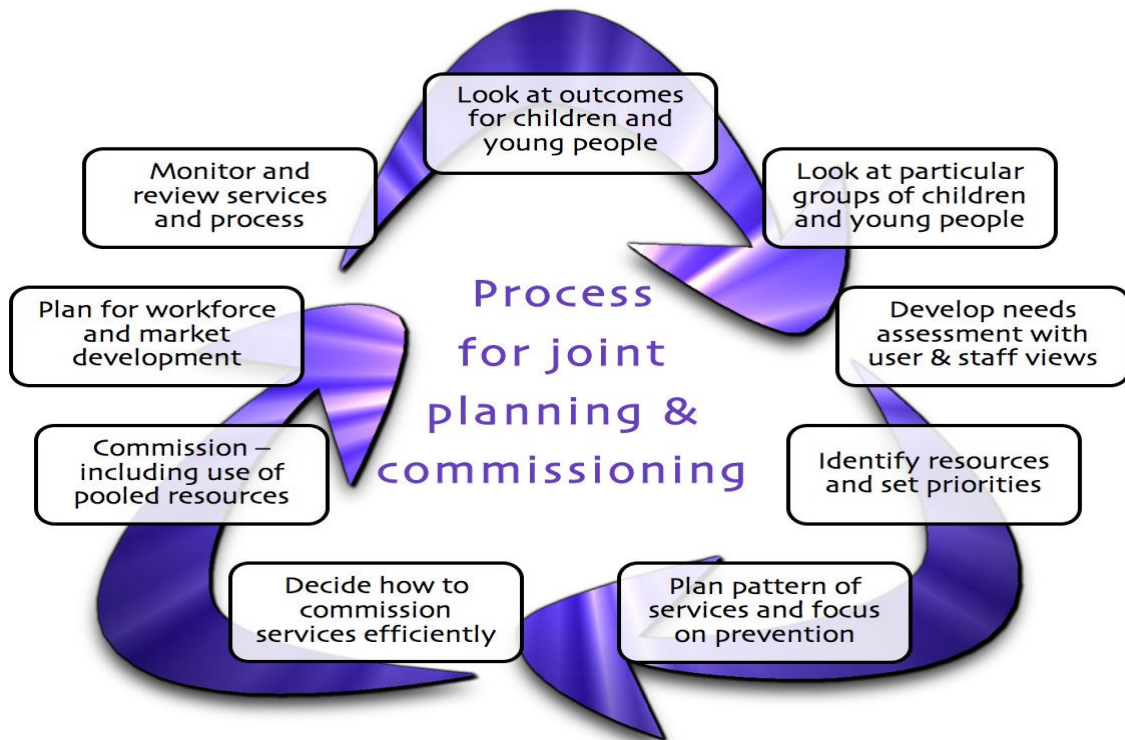 Look at outcomes
for children and
young people
Look at particular
groups of children
and young people
Develop needs
assessment with
user & staff views
Identify resources
and set priorities
Plan pattern of
services and focus
on prevention
Decide how to
commission
services efficiently
Commission –
including use of
pooled resources
Plan for workforce
and market
development
Monitor and
review services
and process
Process
for joint
planning &
commissioning